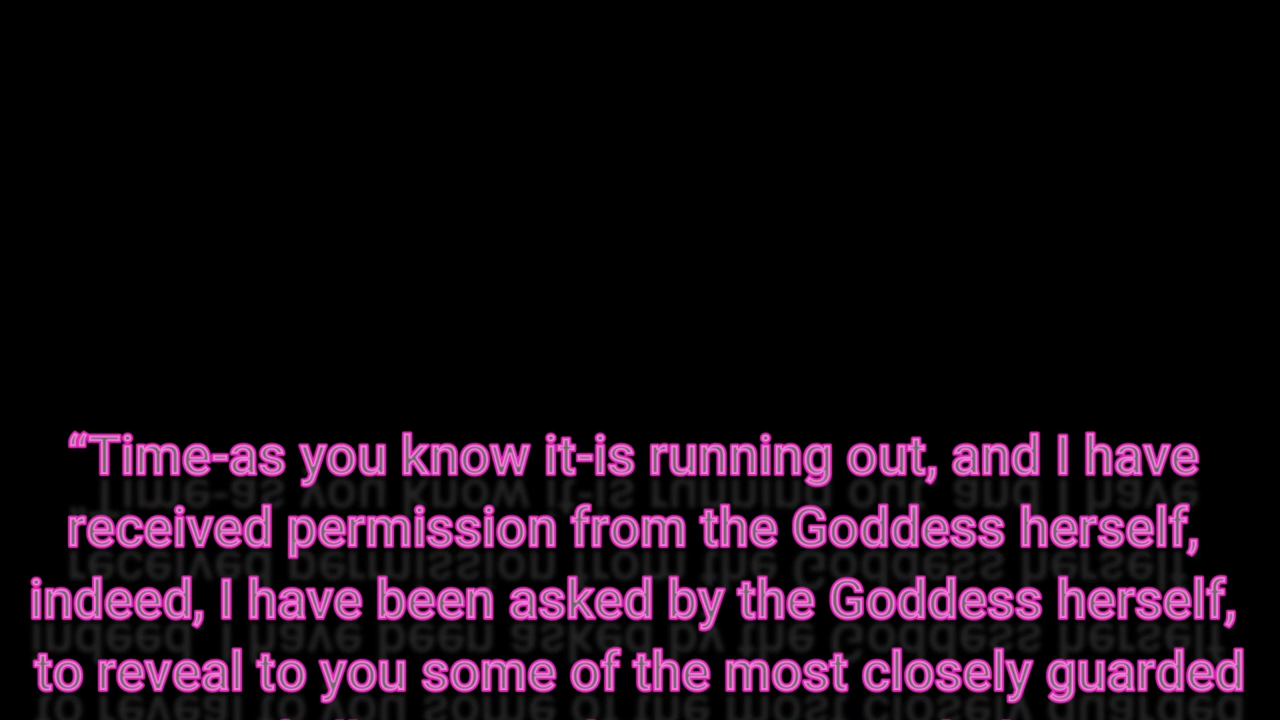 “Time-as you know it-is running out, and I have
received permission from the Goddess herself,
indeed, I have been asked by the Goddess herself,
to reveal to you some of the most closely guarded